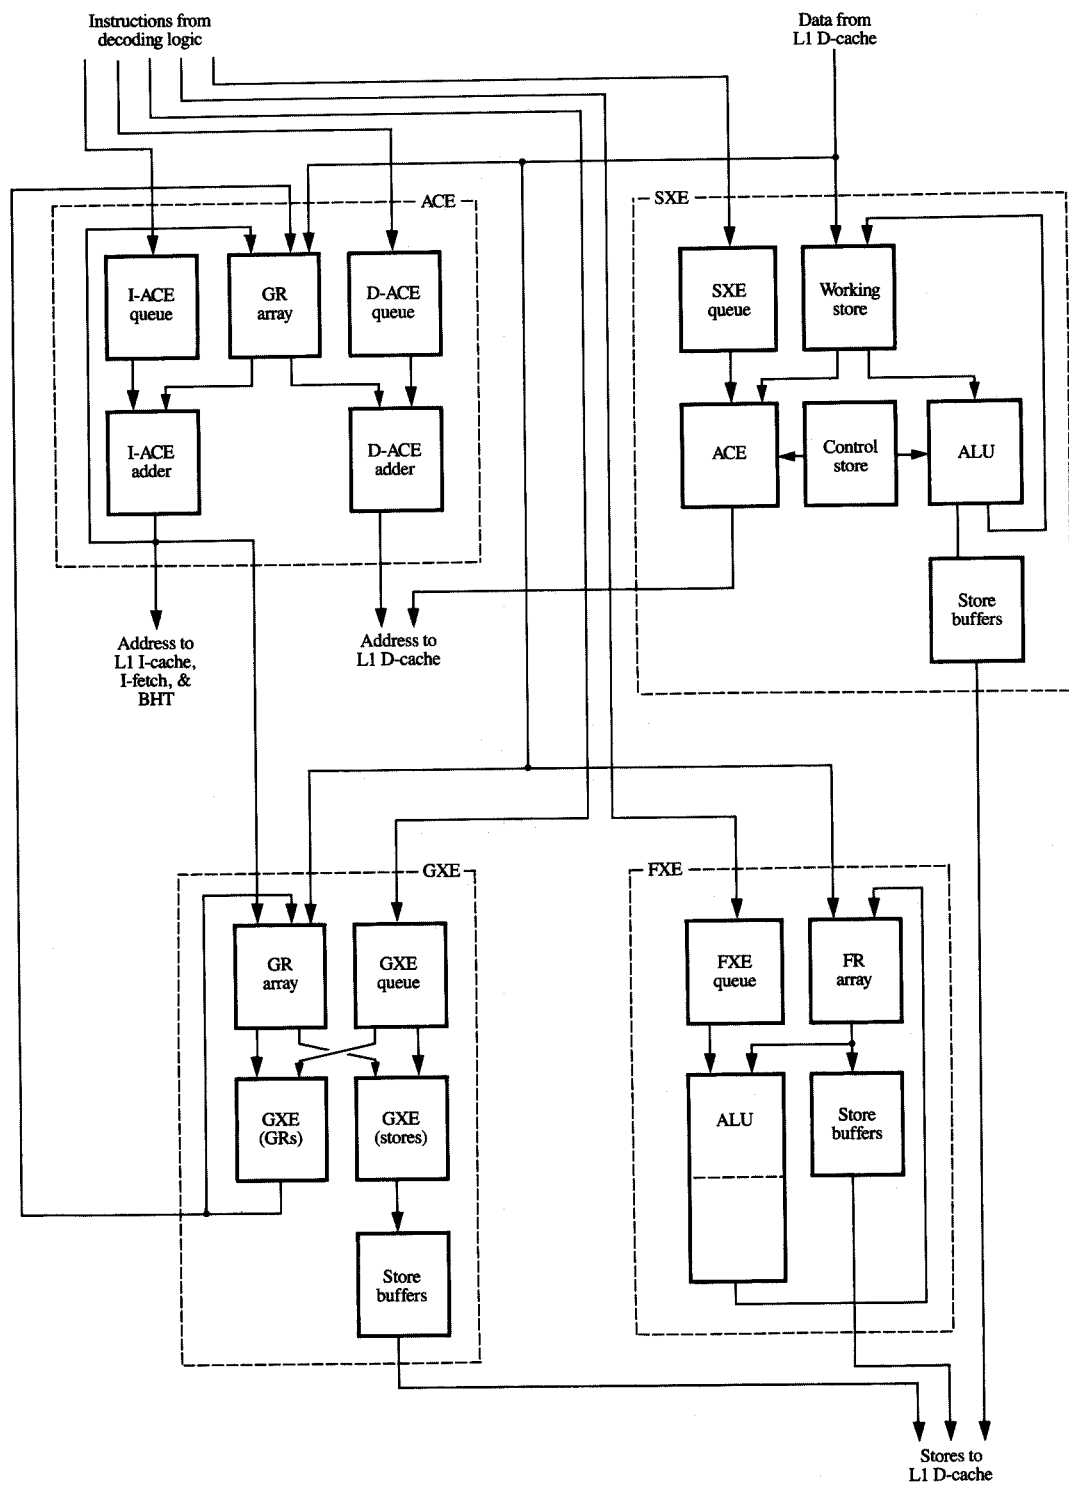 Instructions from
decoding logic
Data from
L1 D-cache
ACE
SXE
I-ACE
queue
GR
array
D-ACE
queue
SXE
queue
Working
store
I-ACE
adder
D-ACE
adder
ACE
Control
store
ALU
Store
buffers
Address to
L1 I-cache,
I-fetch, &
BHT
Address to
L1 D-cache
GXE
FXE
GR
array
GXE
queue
FXE
queue
FR
array
GXE
(GRs)
GXE
(stores)
ALU
Store
buffers
Store
buffers
Stores to
L1 D-cache